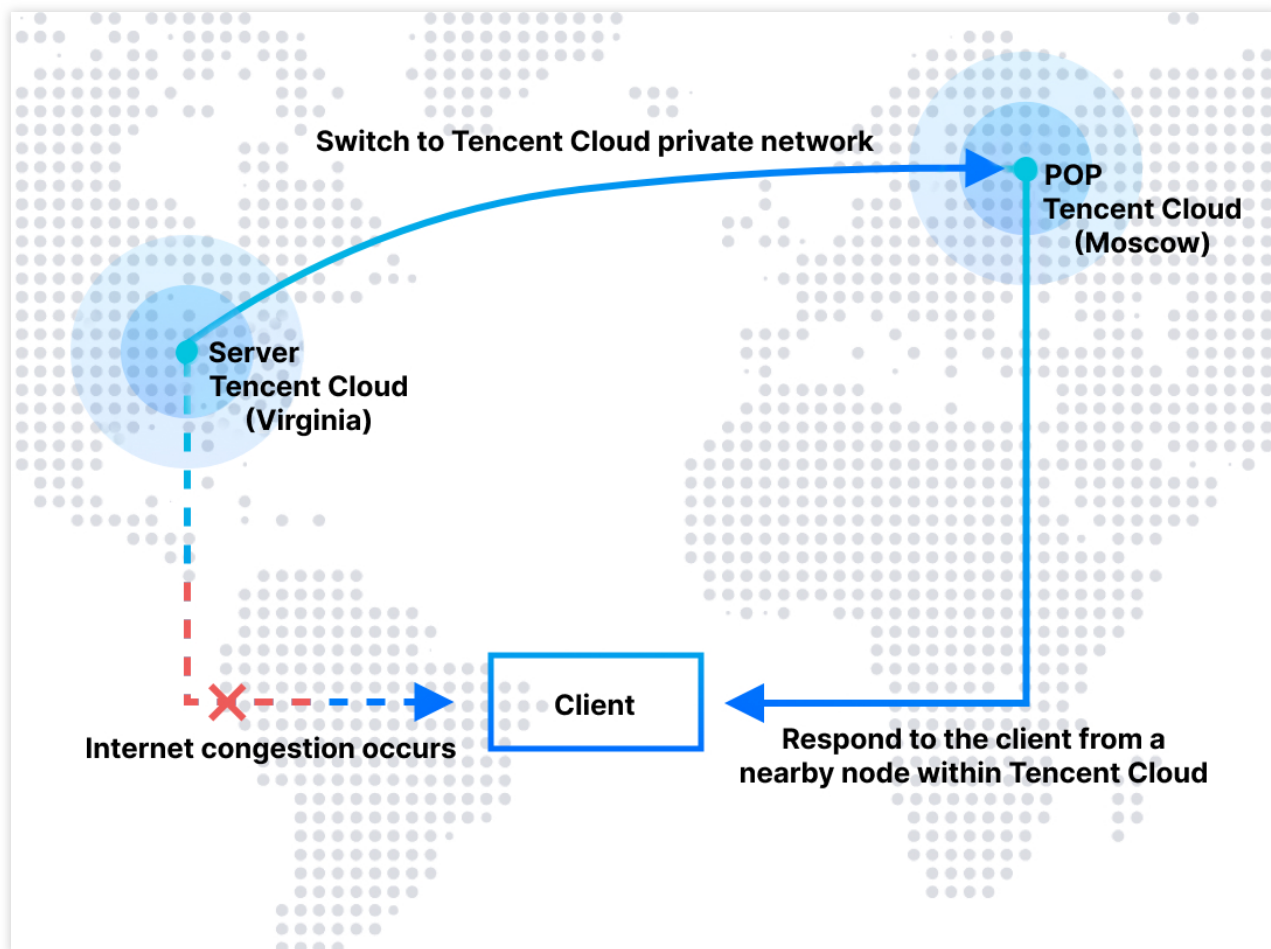 Switch to Tencent Cloud private network
POP
Tencent Cloud
(Moscow)
Server
Tencent Cloud
(Virginia)
Client
Internet congestion occurs
Respond to the client from a
nearby node within Tencent Cloud